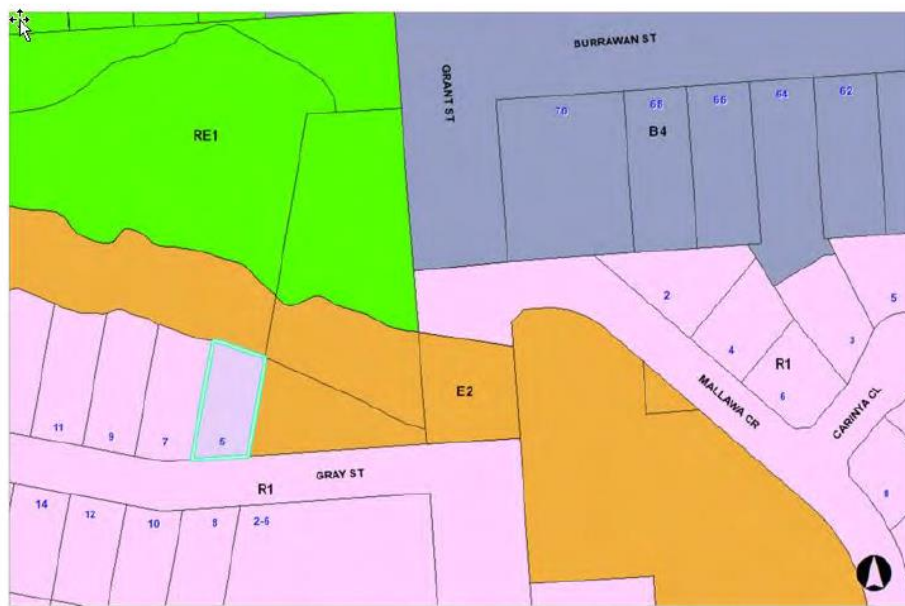 BURRAWAN ST
GRANT ST
70
68
66
64
62
B4
RE1
2
5
4
3
R1
6
E2
MALLAWA CR
CARINYA CL
11
9
7
5
GRAY ST
R1
14
12
10
8
2-6
8